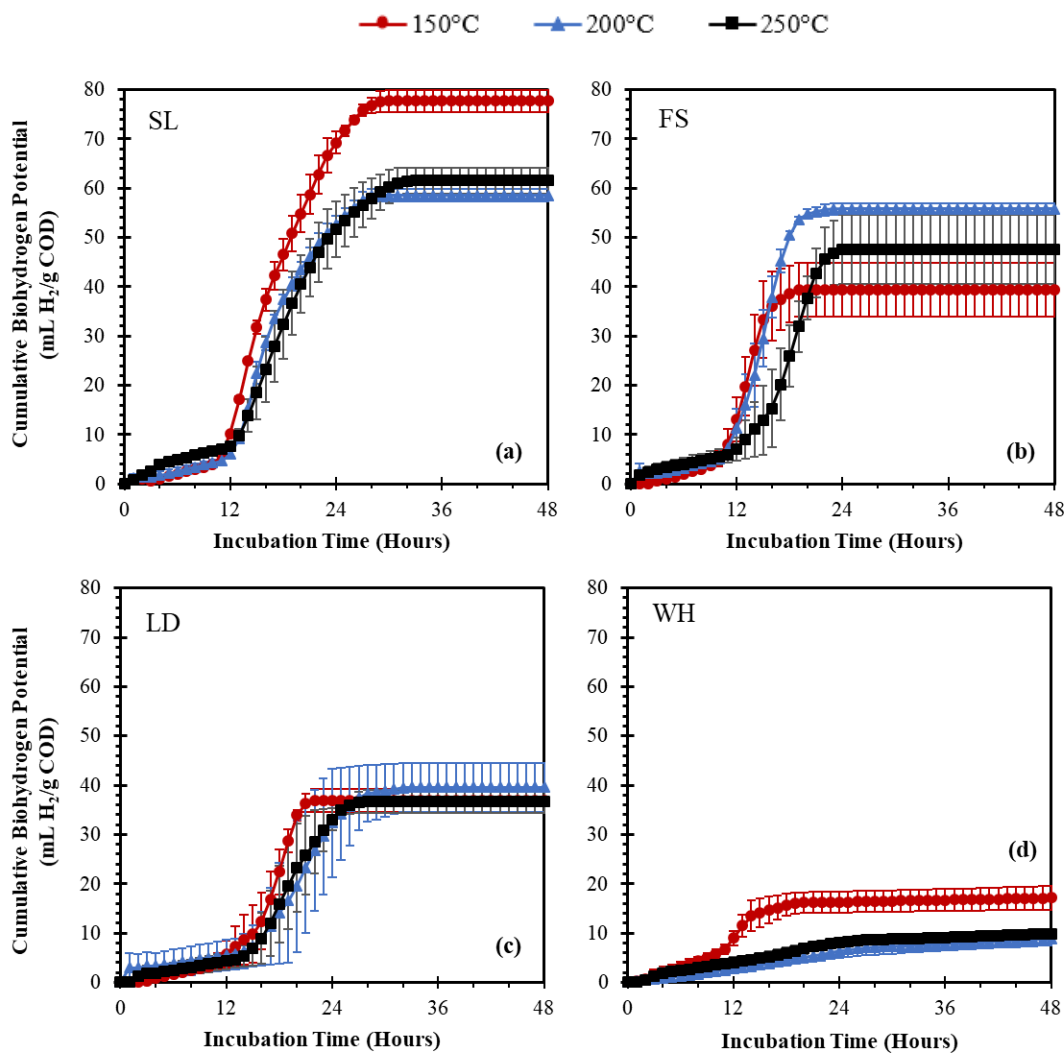 150°C 200°C 250°C
Cumulative Biohydrogen Potential
(mL H₂/g COD)
80
70
60
50
40
30
20
10
0
SL
(a)
0 12 24 36 48
Incubation Time (Hours)
80
70
60
50
40
30
20
10
0
FS
(b)
0 12 24 36 48
Incubation Time (Hours)
Cumulative Biohydrogen Potential
(mL H₂/g COD)
80
70
60
50
40
30
20
10
0
LD
(c)
0 12 24 36 48
Incubation Time (Hours)
80
70
60
50
40
30
20
10
0
WH
(d)
0 12 24 36 48
Incubation Time (Hours)